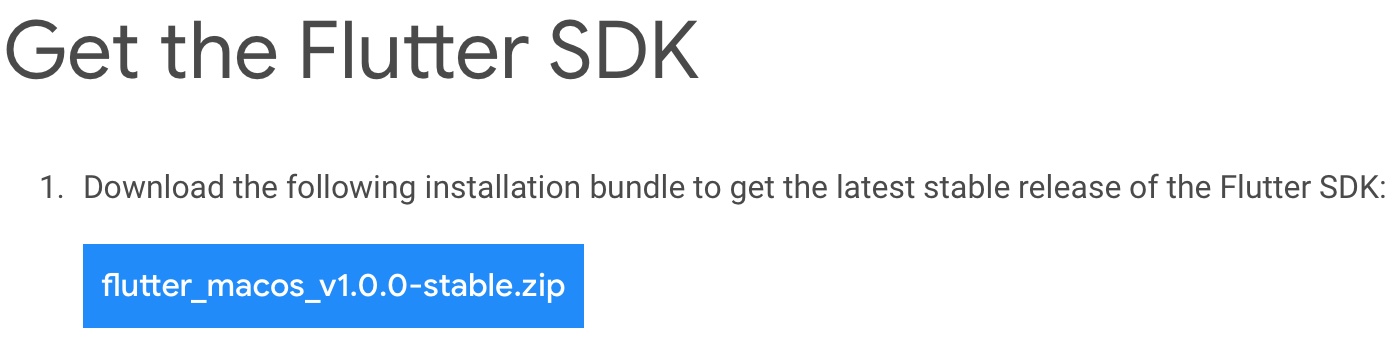 Get the Flutter SDK
1. Download the following installation bundle to get the latest stable release of the Flutter SDK:
flutter_macos_v1.0.0-stable.zip